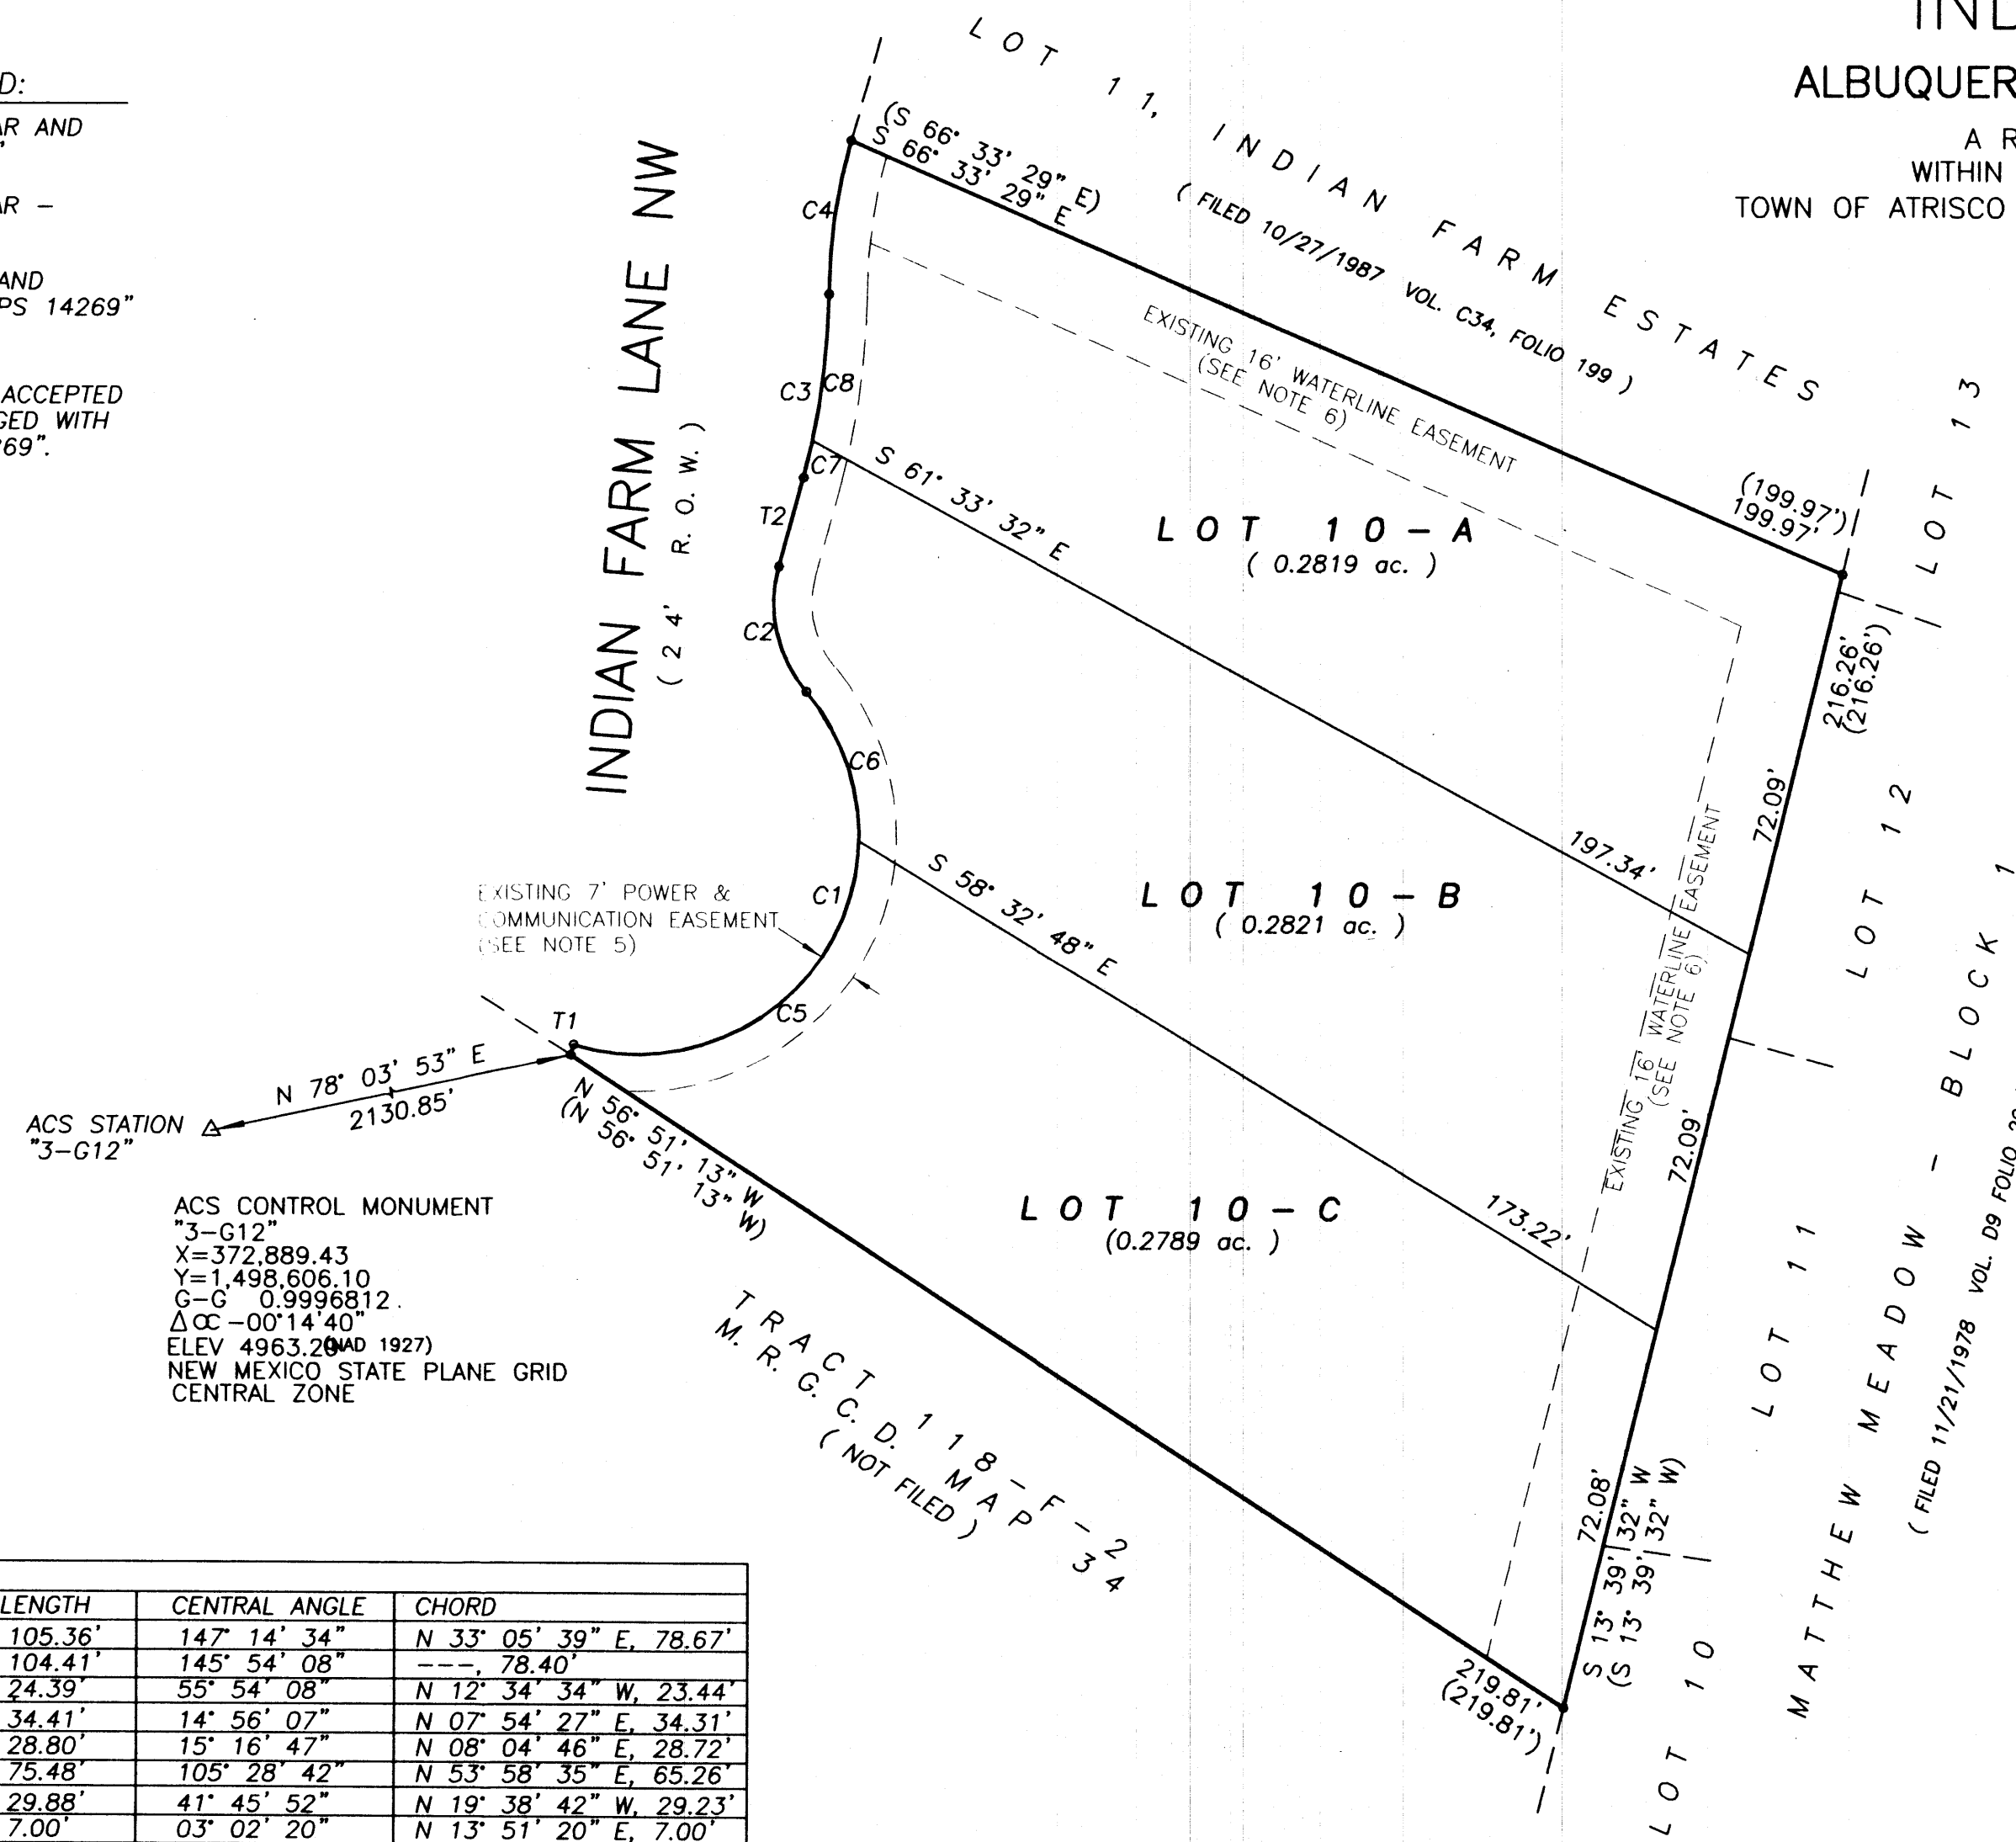 D:
AR AND
"
AR –
AND
PS 14269"
ACCEPTED
GED WITH
69".
IND
ALBUQUER
A R
WITHIN
TOWN OF ATRISCO
LOT 11, INDIAN FARM ESTATES
( FILED 10/27/1987 VOL. C34, FOLIO 199 )
(S 66° 33' 29" E)
S 66° 33' 29" E
(199.97')
199.97'
EXISTING 16' WATERLINE EASEMENT
(SEE NOTE 6)
INDIAN FARM LANE NW
( 24' R. O. W. )
C4
C3
C8
C7
T2
C2
C6
C1
C5
T1
S 61° 33' 32" E
197.34'
LOT 10-A
( 0.2819 ac. )
LOT 13
216.26'
(216.26')
72.09'
LOT 12
LOT 10-B
( 0.2821 ac. )
S 58° 32' 48" E
173.22'
EXISTING 7' POWER &
COMMUNICATION EASEMENT
(SEE NOTE 5)
EXISTING 16' WATERLINE EASEMENT
(SEE NOTE 6)
72.09'
N 78° 03' 53" E
2130.85'
ACS STATION
"3-G12"
N 56° 51' 13" W
(N 56° 51' 13" W)
LOT 10-C
(0.2789 ac. )
LOT 11
MATTHEW MEADOW – BLOCK 1
( FILED 11/21/1978 VOL. D9 FOLIO
ACS CONTROL MONUMENT
"3-G12"
X=372,889.43
Y=1,498,606.10
G-G 0.9996812.
Δ∝ -00°14'40"
ELEV 4963.20(NAD 1927)
NEW MEXICO STATE PLANE GRID
CENTRAL ZONE
TRACT 118-F-2
M. R. G. C. D. MAP 34
( NOT FILED )
72.08'
S 13° 39' 32" W
(S 13° 39' 32" W)
219.81'
(219.81')
LOT 10
LENGTH CENTRAL ANGLE CHORD
105.36' 147° 14' 34" N 33° 05' 39" E, 78.67'
104.41' 145° 54' 08" ---, 78.40'
24.39' 55° 54' 08" N 12° 34' 34" W, 23.44'
34.41' 14° 56' 07" N 07° 54' 27" E, 34.31'
28.80' 15° 16' 47" N 08° 04' 46" E, 28.72'
75.48' 105° 28' 42" N 53° 58' 35" E, 65.26'
29.88' 41° 45' 52" N 19° 38' 42" W, 29.23'
7.00' 03° 02' 20" N 13° 51' 20" E, 7.00'